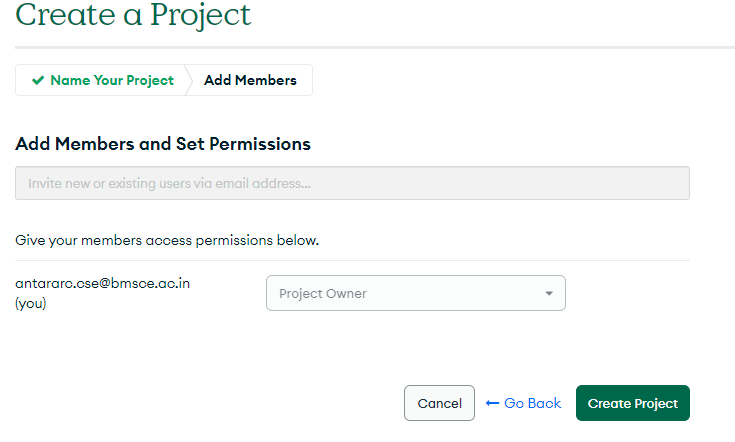 Create a Project
Name Your Project
Add Members
Add Members and Set Permissions
Invite new or existing users via email address...
Give your members access permissions below.
antararc.cse@bmsce.ac.in
(you)
Project Owner
Cancel
Go Back
Create Project